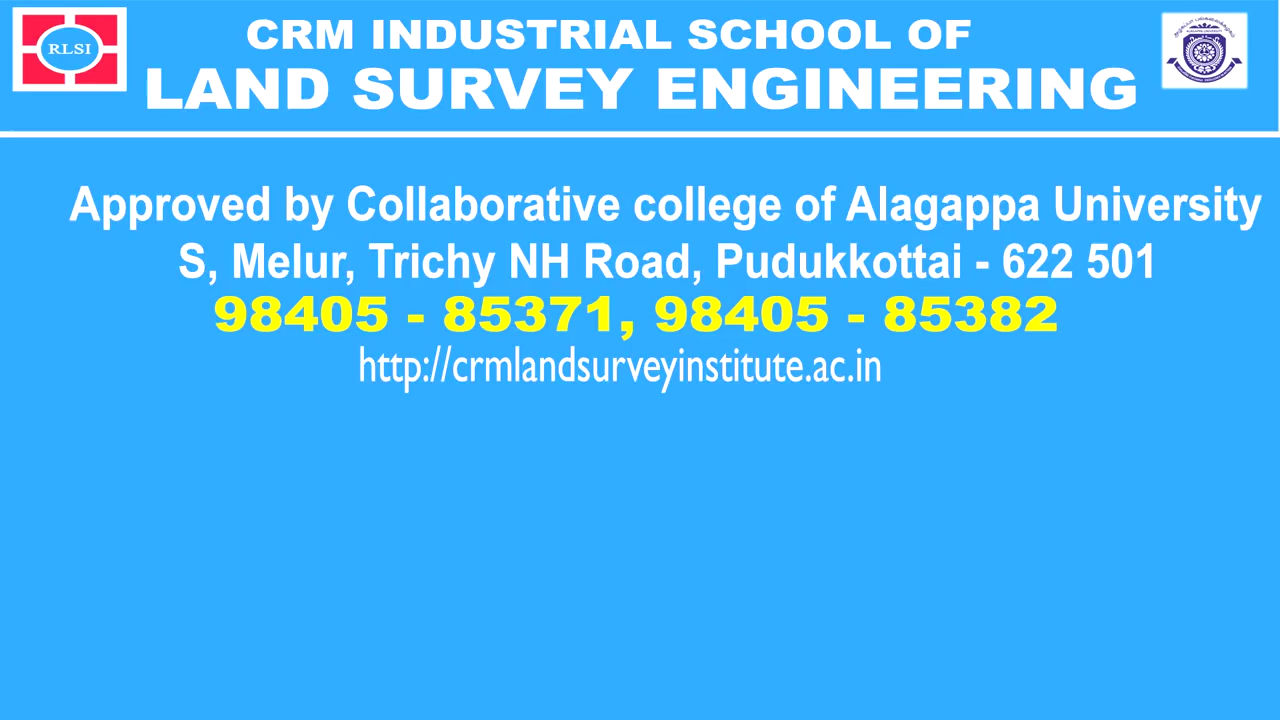 RLSI
CRM INDUSTRIAL SCHOOL OF
LAND SURVEY ENGINEERING
Approved by Collaborative college of Alagappa University
S, Melur, Trichy NH Road, Pudukkottai - 622 501
98405 - 85371, 98405 - 85382
http://crmlandsurveyinstitute.ac.in